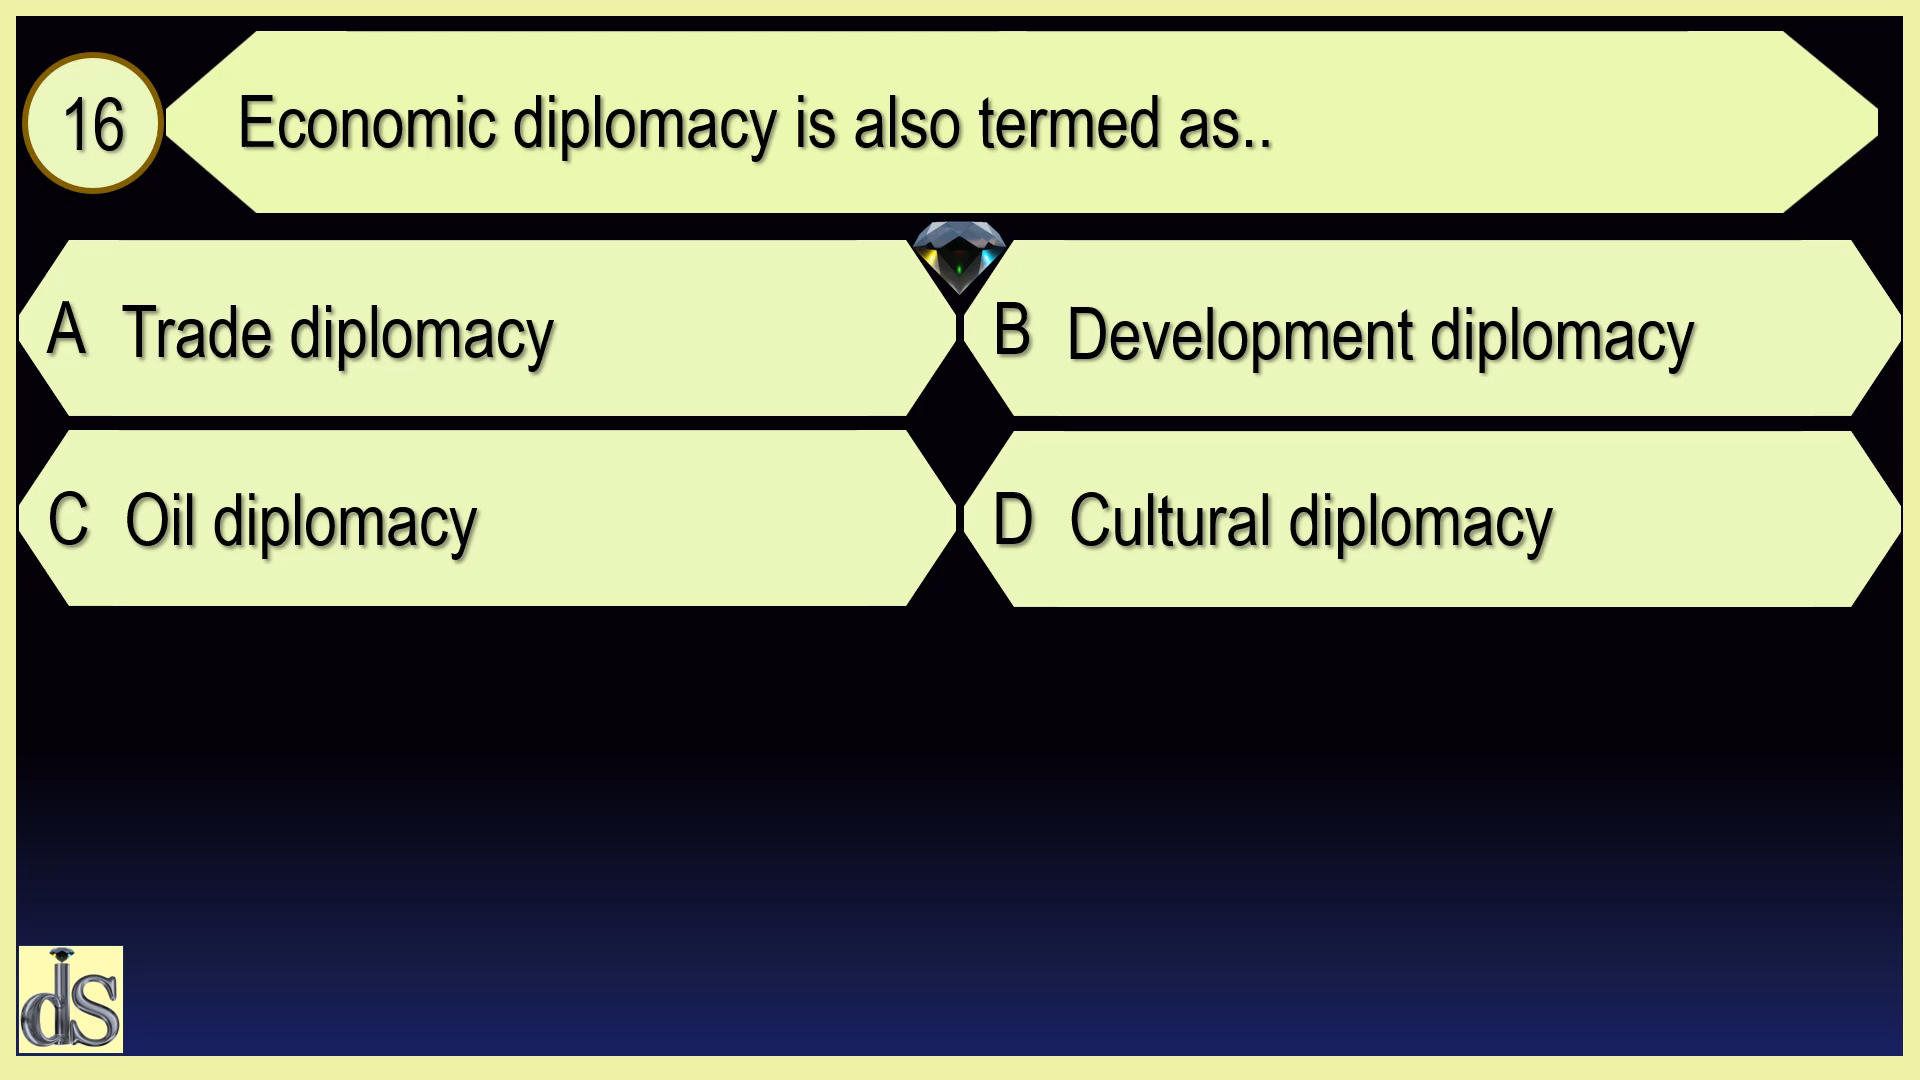 16
Economic diplomacy is also termed as..
A Trade diplomacy
B Development diplomacy
C Oil diplomacy
D Cultural diplomacy
ds